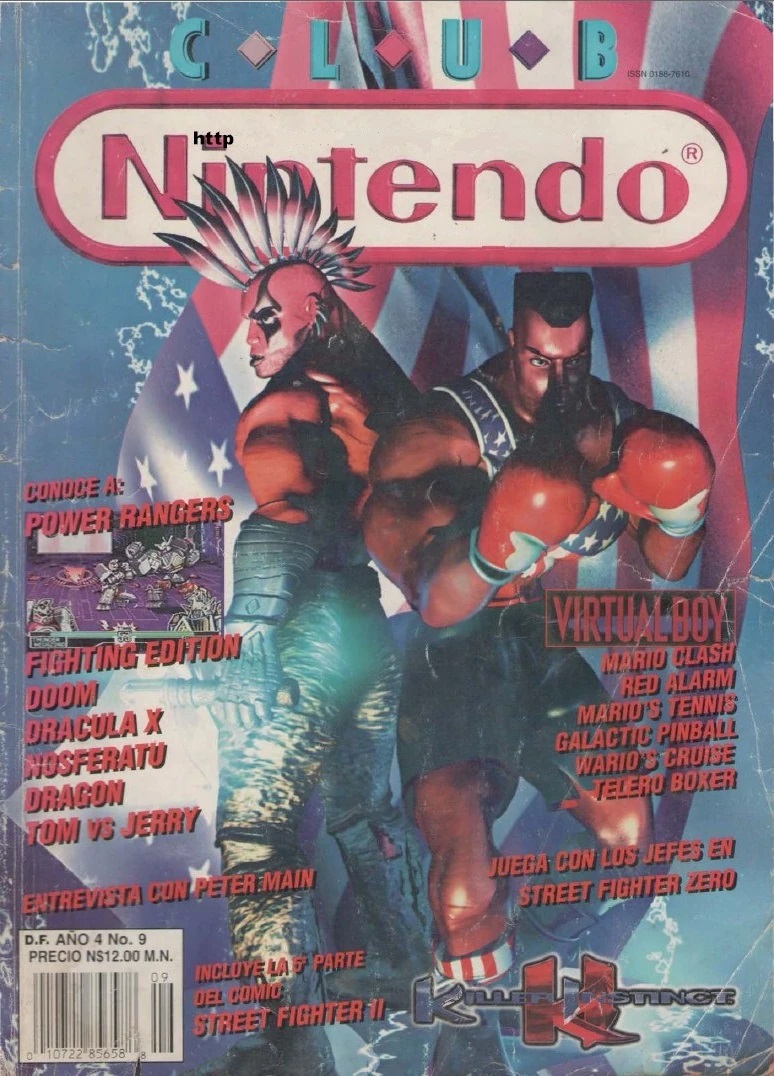 CLUB
ISSN 0188-7610
http
Nintendo®
CONOCE A:
POWER RANGERS
FIGHTING EDITION
DOOM
DRACULA X
NOSFERATU
DRAGON
TOM VS JERRY
ENTREVISTA CON PETER MAIN
VIRTUAL BOY
MARIO CLASH
RED ALARM
MARIO'S TENNIS
GALACTIC PINBALL
WARIO'S CRUISE
TELERO BOXER
JUEGA CON LOS JEFES EN
STREET FIGHTER ZERO
D.F. AÑO 4 No. 9
PRECIO N$12.00 M.N.
09
0 10722 85658 8
INCLUYE LA 5ª PARTE
DEL COMIC
STREET FIGHTER II
KILLER INSTINCT